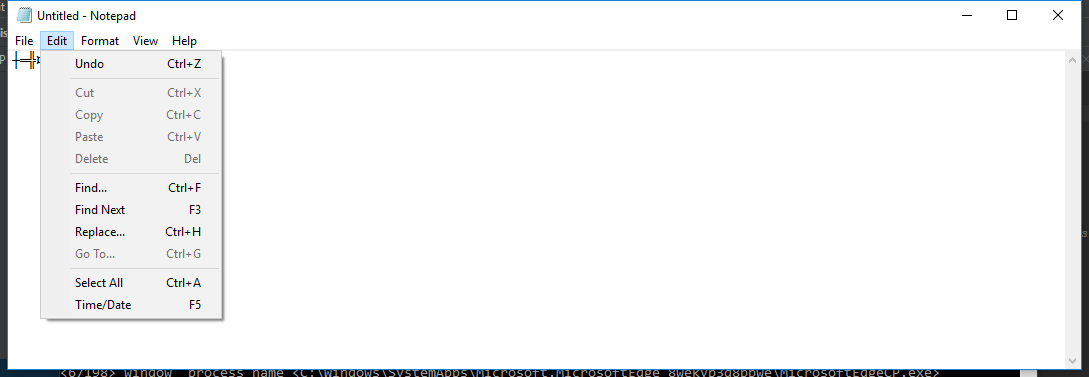 Untitled - Notepad
File Edit Format View Help
┼═╬
Undo Ctrl+Z
Cut Ctrl+X
Copy Ctrl+C
Paste Ctrl+V
Delete Del
Find... Ctrl+F
Find Next F3
Replace... Ctrl+H
Go To... Ctrl+G
Select All Ctrl+A
Time/Date F5
<6/198> window process name <C:\Windows\SystemApps\Microsoft.MicrosoftEdge_8wekyb3d8bbwe\MicrosoftEdgeCP.exe>